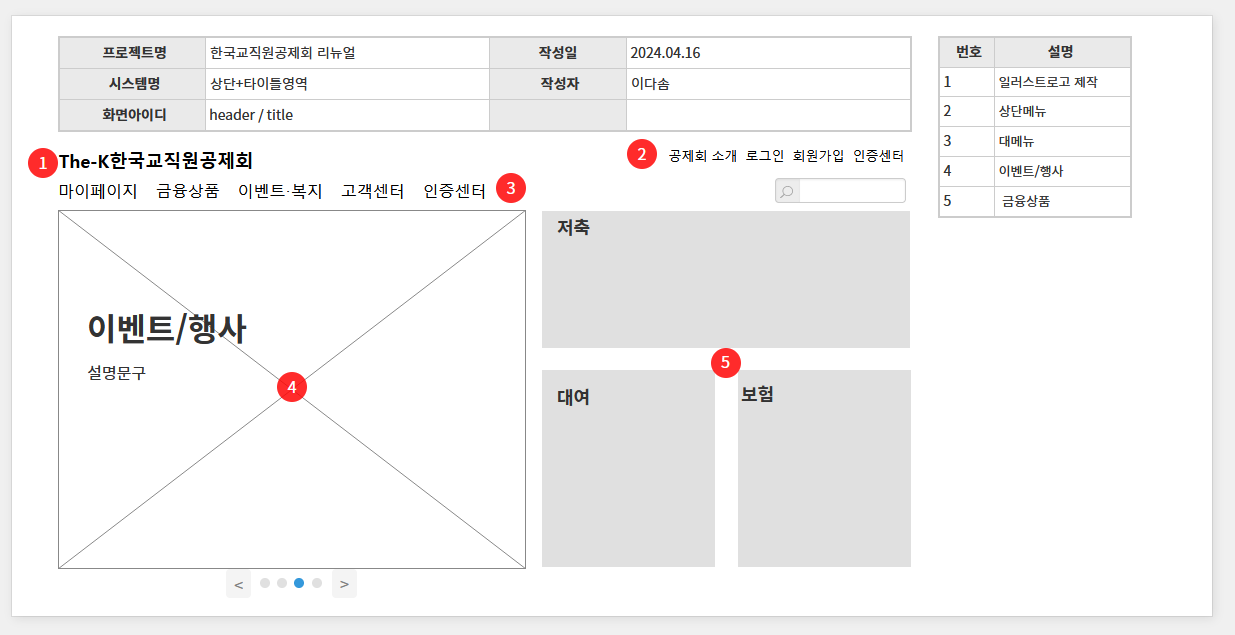 프로젝트명 한국교직원공제회 리뉴얼 작성일 2024.04.16
시스템명 상단+타이틀영역 작성자 이다솜
화면아이디 header / title
번호 설명
1 일러스트로고 제작
2 상단메뉴
3 대메뉴
4 이벤트/행사
5 금융상품
1 The-K한국교직원공제회
2 공제회 소개 로그인 회원가입 인증센터
마이페이지 금융상품 이벤트·복지 고객센터 인증센터 3
이벤트/행사
설명문구
4
저축
5
대여
보험
< >